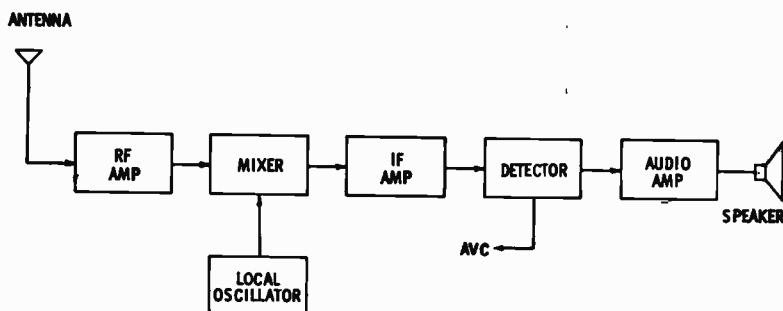 ANTENNA
RF
AMP
MIXER
IF
AMP
DETECTOR
AUDIO
AMP
SPEAKER
AVC
LOCAL
OSCILLATOR